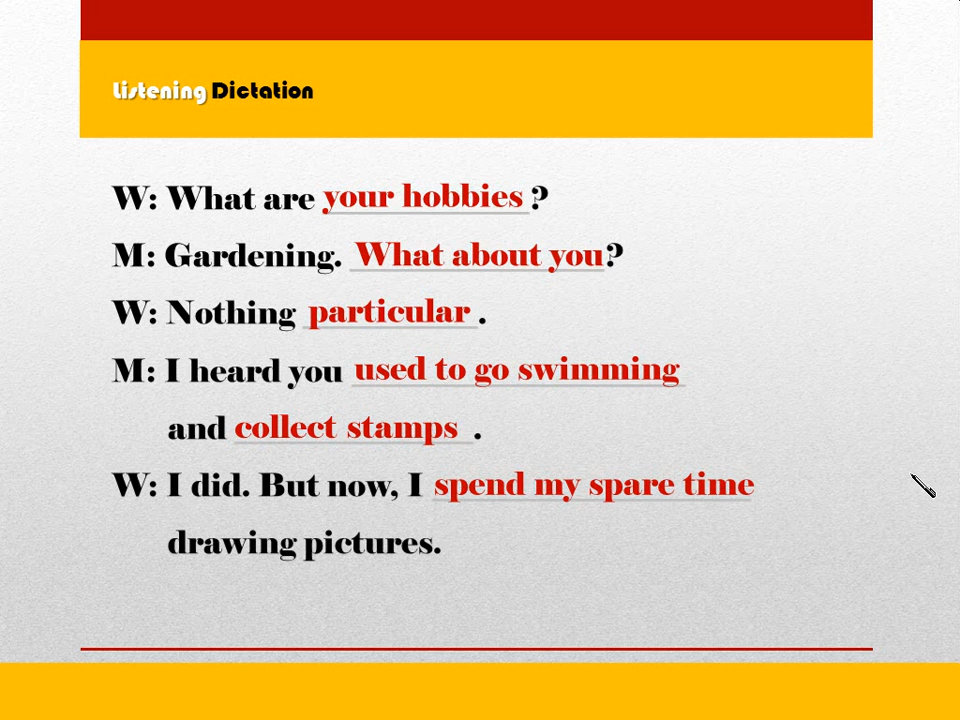 Listening Dictation
W: What are your hobbies?
M: Gardening. What about you?
W: Nothing particular.
M: I heard you used to go swimming
and collect stamps.
W: I did. But now, I spend my spare time
drawing pictures.